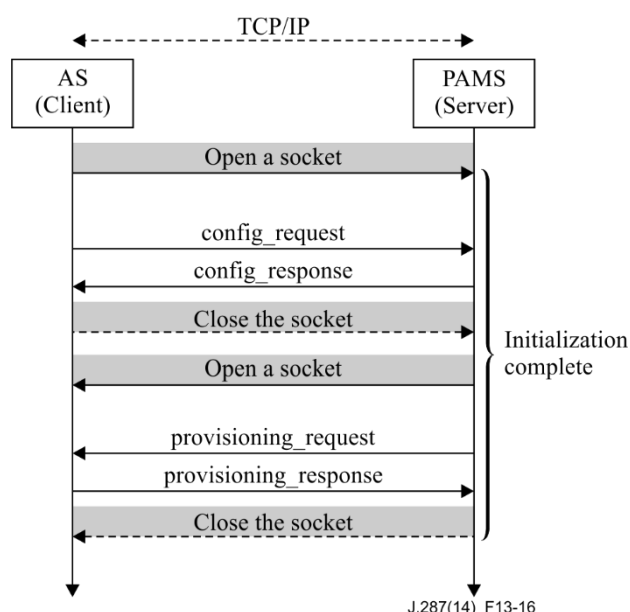 TCP/IP
AS
(Client)
PAMS
(Server)
Open a socket
config_request
config_response
Close the socket
Open a socket
Initialization
complete
provisioning_request
provisioning_response
Close the socket
J.287(14)_F13-16